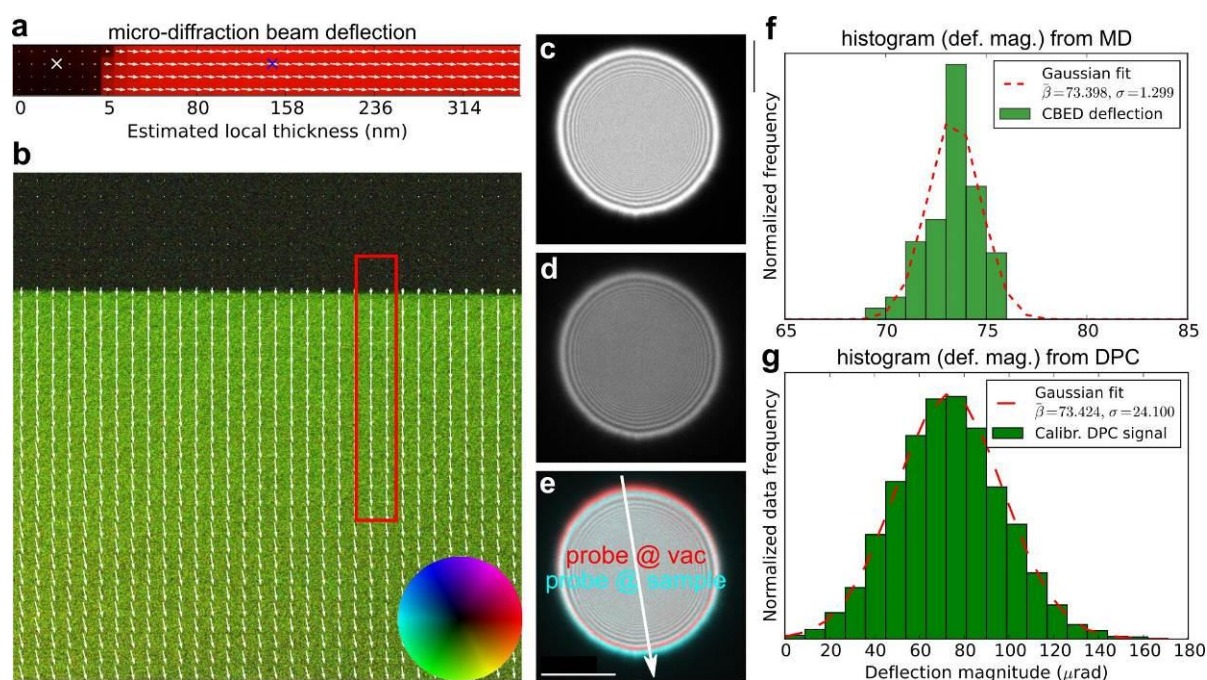 a
micro-diffraction beam deflection
0 5 80 158 236 314
Estimated local thickness (nm)
b
c
d
e
probe @ vac
probe @ sample
f
histogram (def. mag.) from MD
Gaussian fit
β̄=73.398, σ=1.299
CBED deflection
Normalized frequency
65 70 75 80 85
g
histogram (def. mag.) from DPC
Gaussian fit
β̄=73.424, σ=24.100
Calibr. DPC signal
Normalized data frequency
0 20 40 60 80 100 120 140 160 180
Deflection magnitude (μrad)